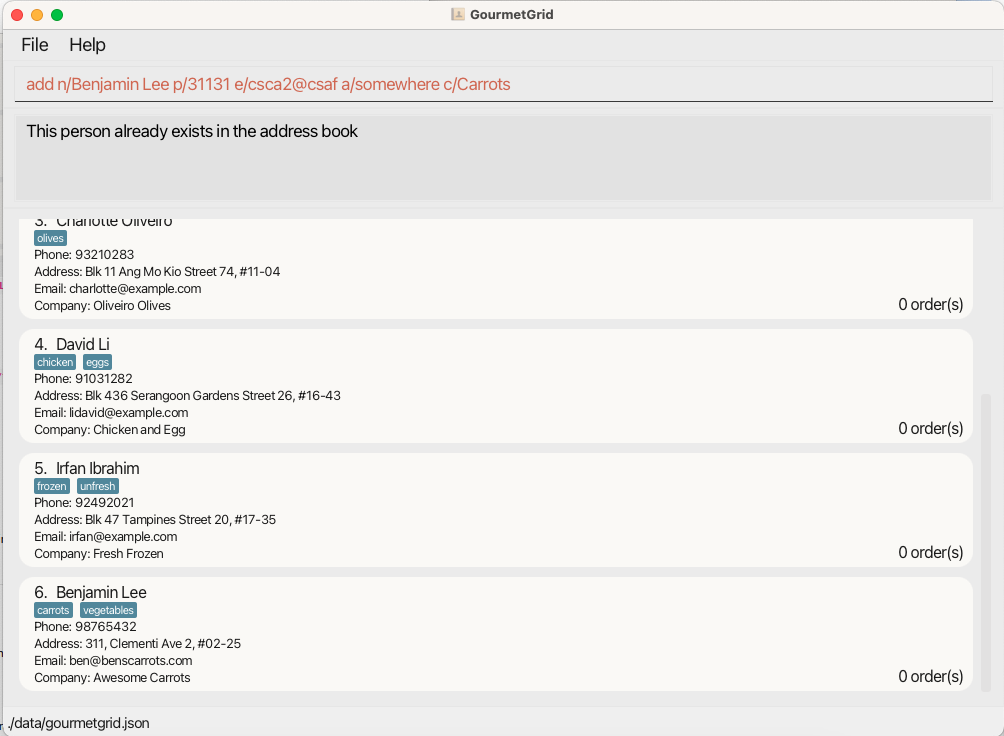 GourmetGrid
File Help
add n/Benjamin Lee p/31131 e/csca2@csaf a/somewhere c/Carrots
This person already exists in the address book
3. Charlotte Oliveiro
olives
Phone: 93210283
Address: Blk 11 Ang Mo Kio Street 74, #11-04
Email: charlotte@example.com
Company: Oliveiro Olives
0 order(s)
4. David Li
chicken eggs
Phone: 91031282
Address: Blk 436 Serangoon Gardens Street 26, #16-43
Email: lidavid@example.com
Company: Chicken and Egg
0 order(s)
5. Irfan Ibrahim
frozen unfresh
Phone: 92492021
Address: Blk 47 Tampines Street 20, #17-35
Email: irfan@example.com
Company: Fresh Frozen
0 order(s)
6. Benjamin Lee
carrots vegetables
Phone: 98765432
Address: 311, Clementi Ave 2, #02-25
Email: ben@benscarrots.com
Company: Awesome Carrots
0 order(s)
./data/gourmetgrid.json